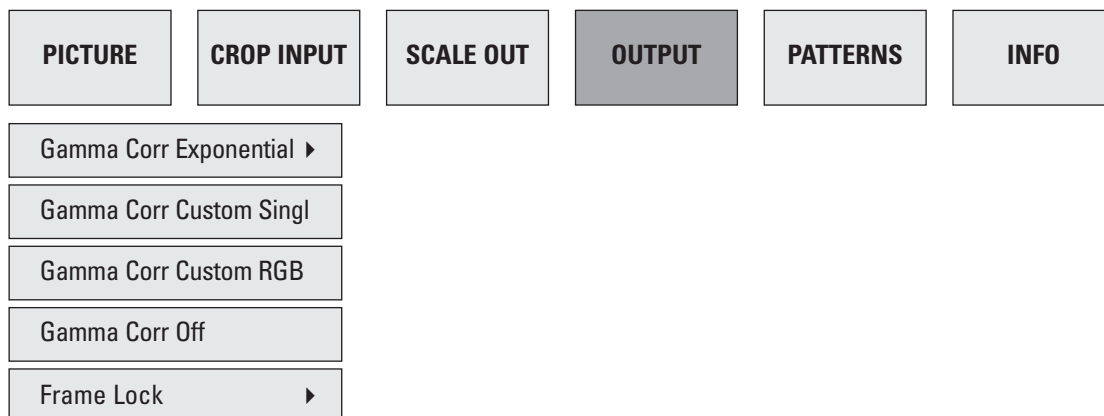 PICTURE CROP INPUT SCALE OUT OUTPUT PATTERNS INFO
Gamma Corr Exponential ▸
Gamma Corr Custom Singl
Gamma Corr Custom RGB
Gamma Corr Off
Frame Lock ▸